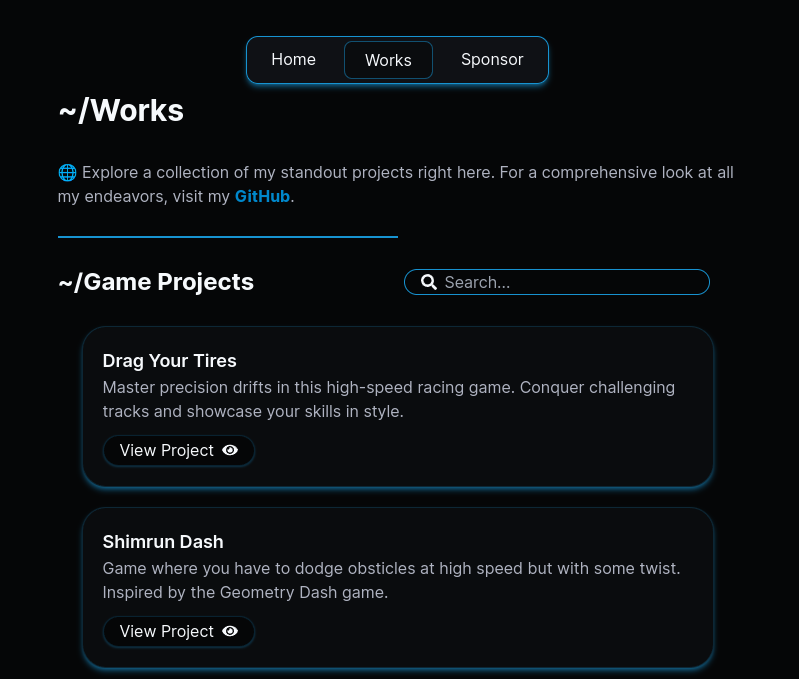 Home Works Sponsor
~/Works
🌐 Explore a collection of my standout projects right here. For a comprehensive look at all
my endeavors, visit my GitHub.
~/Game Projects
Search...
Drag Your Tires
Master precision drifts in this high-speed racing game. Conquer challenging
tracks and showcase your skills in style.
View Project
Shimrun Dash
Game where you have to dodge obsticles at high speed but with some twist.
Inspired by the Geometry Dash game.
View Project